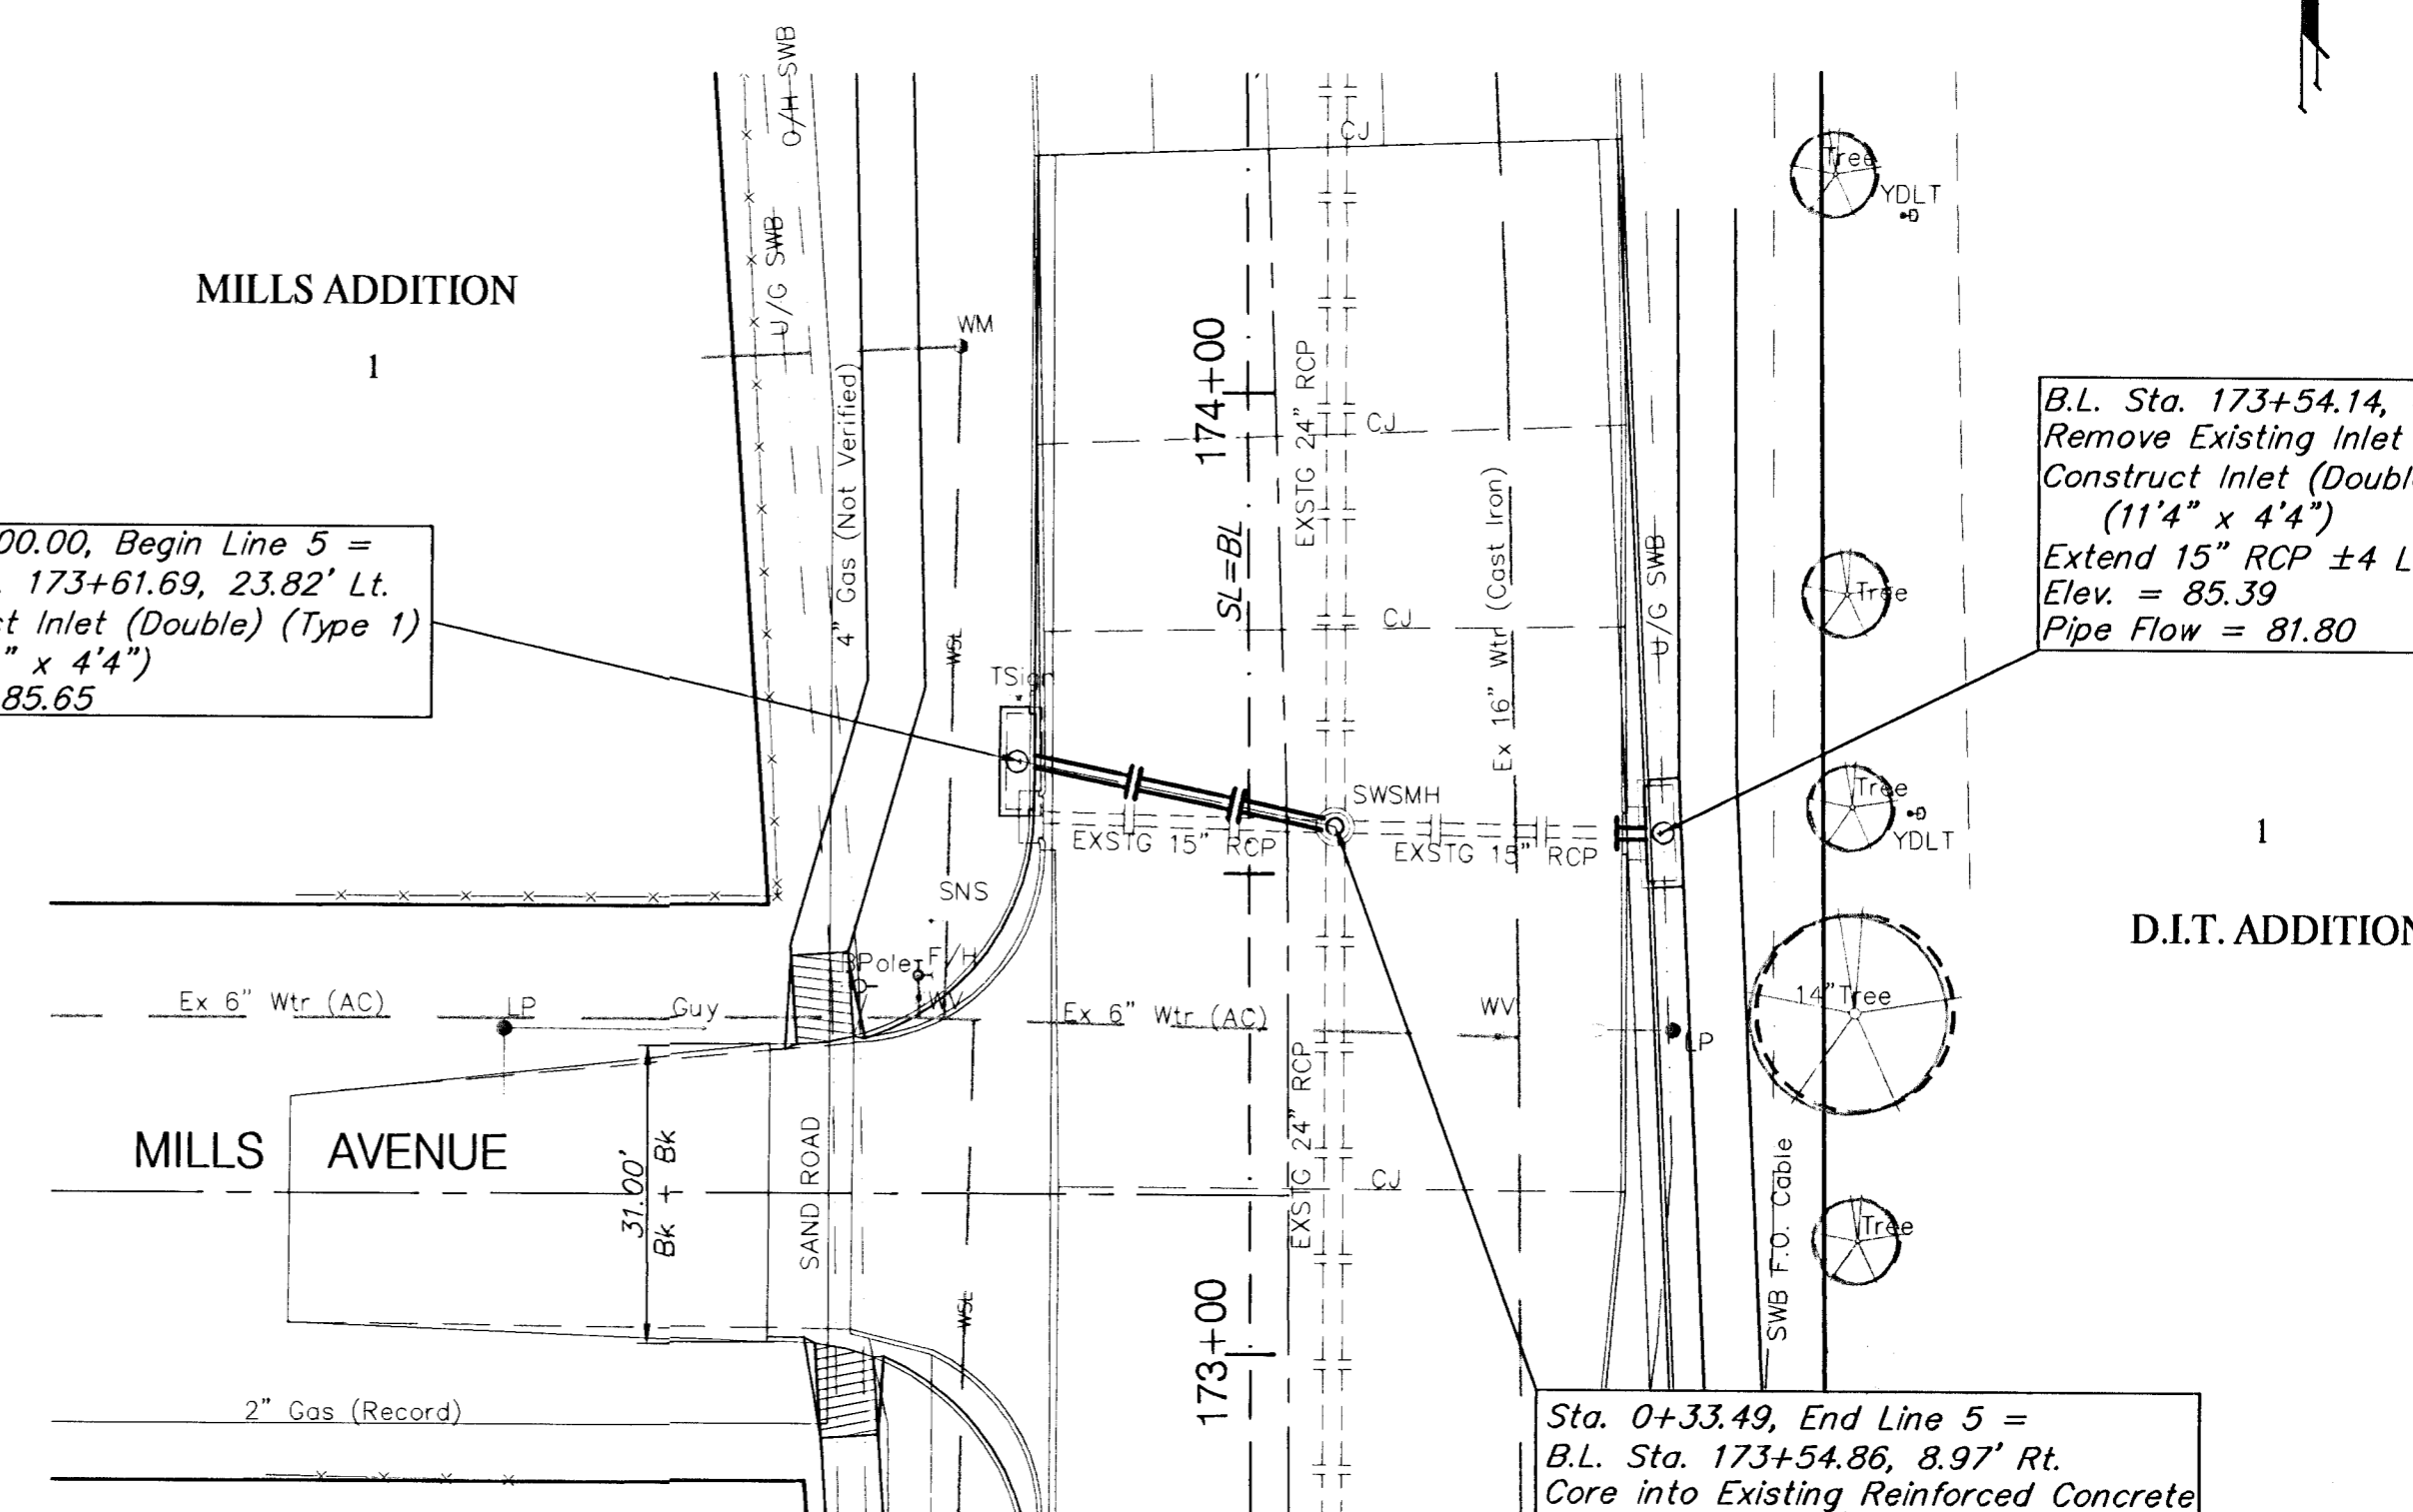 O/H SWB
U/G SWB
MILLS ADDITION
1
WM
4" Gas (Not Verified)
WSL
174+00
SL=BL
EXSTG 24" RCP
CJ
CJ
CJ
Ex 16" Wtr (Cast Iron)
U/G SWB
Tree
YDLT
B.L. Sta. 173+54.14,
Remove Existing Inlet
Construct Inlet (Doubl
(11'4" x 4'4")
Extend 15" RCP ±4 L
Elev. = 85.39
Pipe Flow = 81.80
00.00, Begin Line 5 =
. 173+61.69, 23.82' Lt.
ct Inlet (Double) (Type 1)
" x 4'4")
85.65
TSign
Tree
Tree
YDLT
1
SWSMH
EXSTG 15" RCP
EXSTG 15" RCP
SNS
D.I.T. ADDITION
BPole
F/H
WV
Ex 6" Wtr (AC)
LP
Guy
Ex 6" Wtr (AC)
WV
LP
14" Tree
MILLS AVENUE
31.00'
Bk + Bk
SAND ROAD
WSL
EXSTG 24" RCP
CJ
SWB F.O. Cable
Tree
173+00
2" Gas (Record)
Sta. 0+33.49, End Line 5 =
B.L. Sta. 173+54.86, 8.97' Rt.
Core into Existing Reinforced Concrete